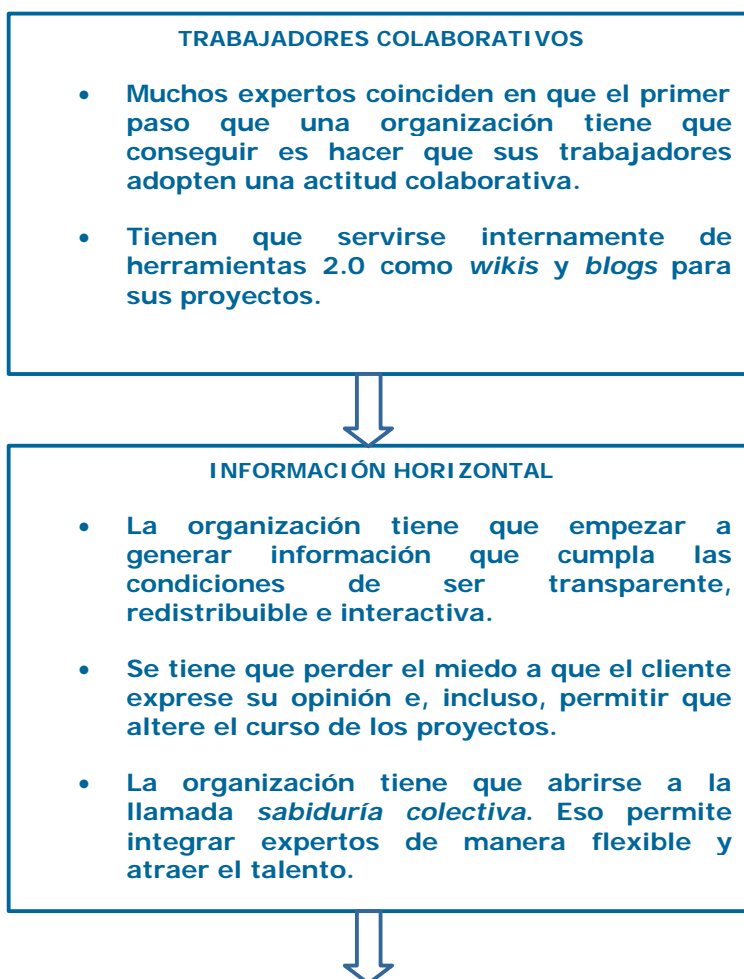 TRABAJADORES COLABORATIVOS
• Muchos expertos coinciden en que el primer
paso que una organización tiene que
conseguir es hacer que sus trabajadores
adopten una actitud colaborativa.
• Tienen que servirse internamente de
herramientas 2.0 como wikis y blogs para
sus proyectos.
INFORMACIÓN HORIZONTAL
• La organización tiene que empezar a
generar información que cumpla las
condiciones de ser transparente,
redistribuible e interactiva.
• Se tiene que perder el miedo a que el cliente
exprese su opinión e, incluso, permitir que
altere el curso de los proyectos.
• La organización tiene que abrirse a la
llamada sabiduría colectiva. Eso permite
integrar expertos de manera flexible y
atraer el talento.